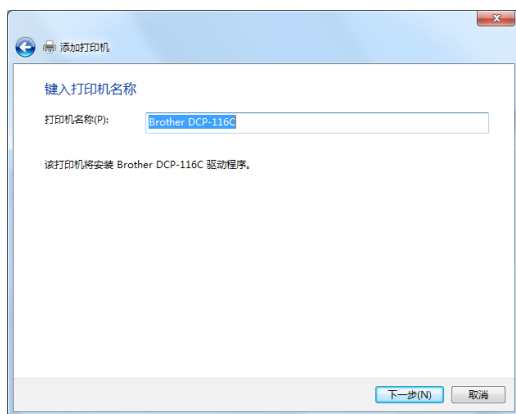 添加打印机
键入打印机名称
打印机名称(P): Brother DCP-116C
该打印机将安装 Brother DCP-116C 驱动程序。
下一步(N) 取消